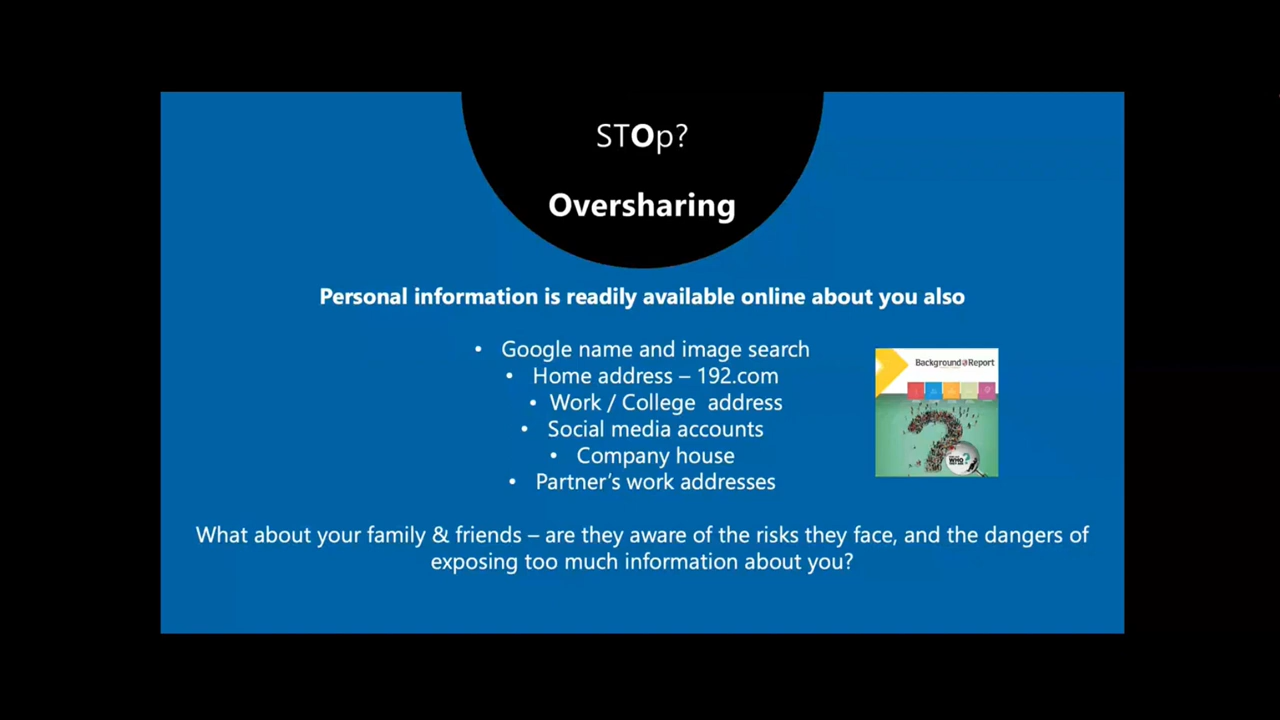 STOp?
Oversharing
Personal information is readily available online about you also
• Google name and image search
• Home address – 192.com
• Work / College address
• Social media accounts
• Company house
• Partner's work addresses
Background Report
WHO
?
What about your family & friends – are they aware of the risks they face, and the dangers of
exposing too much information about you?